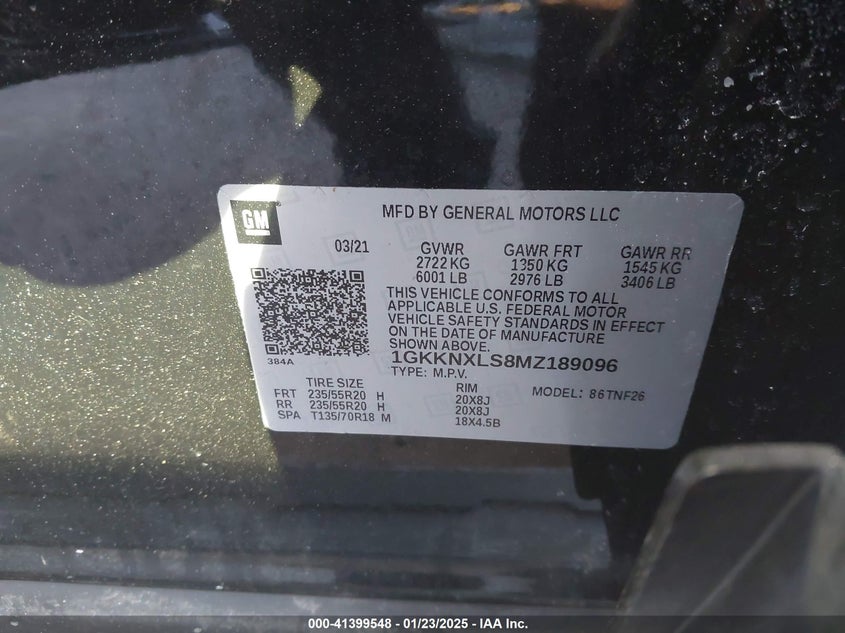 GM
MFD BY GENERAL MOTORS LLC
03/21 GVWR GAWR FRT GAWR RR
2722 KG 1350 KG 1545 KG
6001 LB 2976 LB 3406 LB
THIS VEHICLE CONFORMS TO ALL
APPLICABLE U.S. FEDERAL MOTOR
VEHICLE SAFETY STANDARDS IN EFFECT
ON THE DATE OF MANUFACTURE
SHOWN ABOVE.
384A
1GKKNXLS8MZ189096
TYPE: M.P.V.
TIRE SIZE RIM MODEL: 86TNF26
FRT 235/55R20 H 20X8J
RR 235/55R20 H 20X8J
SPA T135/70R18 M 18X4.5B
000-41399548 - 01/23/2025 - IAA Inc.